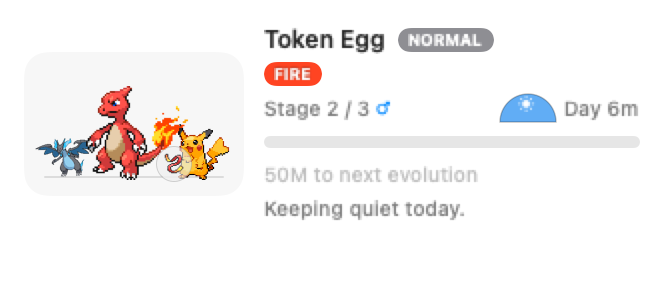 Token Egg NORMAL
FIRE
Stage 2 / 3 ♂ Day 6m
50M to next evolution
Keeping quiet today.